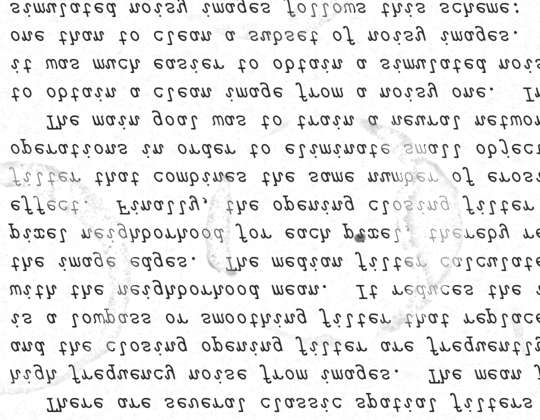 There are several classic spatial filters
high frequency noise from images. The mean f
and the closing opening filter are frequently
is a lowpass or smoothing filter that replace
with the neighborhood mean. It reduces the
the image edges. The median filter calculate
pixel neighborhood for each pixel, thereby re
effect. Finally, the opening closing filter
filter that combines the same number of erosi
operations in order to eliminate small object
The main goal was to train a neural networ
to obtain a clean image from a noisy one. In
it was much easier to obtain a simulated nois
one than to clean a subset of noisy images.
simulated noisy images follows this scheme: